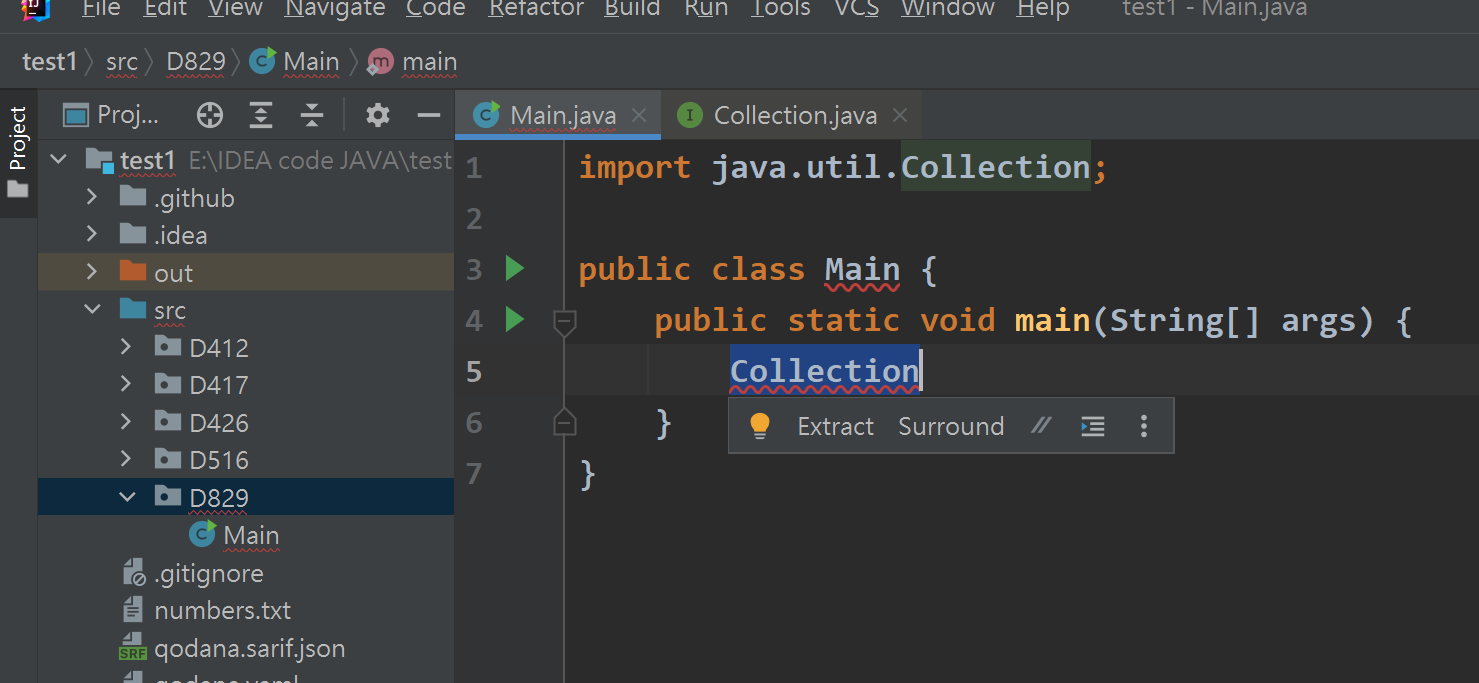 File Edit View Navigate Code Refactor Build Run Tools VCS Window Help test1 - Main.java
test1 src D829 Main main
Project
Proj...
test1 E:\IDEA code JAVA\test
.github
.idea
out
src
D412
D417
D426
D516
D829
Main
.gitignore
numbers.txt
qodana.sarif.json
qodana.yaml
Main.java Collection.java
1 import java.util.Collection;
2
3 public class Main {
4 public static void main(String[] args) {
5 Collection
Extract Surround
6 }
7 }